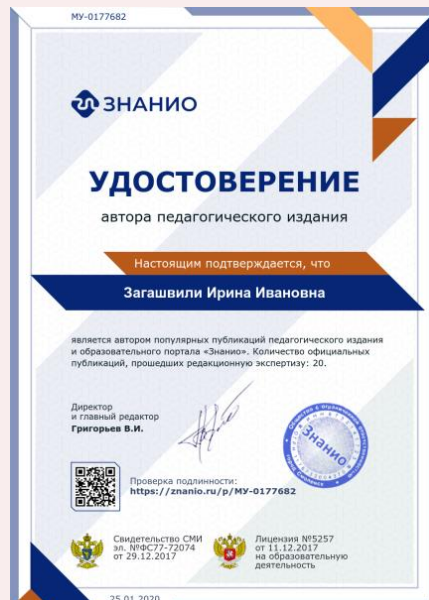 МУ-0177682
ЗНАНИО
УДОСТОВЕРЕНИЕ
автора педагогического издания
Настоящим подтверждается, что
Загашвили Ирина Ивановна
является автором популярных публикаций педагогического издания
и образовательного портала «Знанио». Количество официальных
публикаций, прошедших редакционную экспертизу: 20.
Директор
и главный редактор
Григорьев В.И.
Знанио
Проверка подлинности:
https://znanio.ru/p/МУ-0177682
Свидетельство СМИ
эл. №ФС77-72074
от 29.12.2017
Лицензия №5257
от 11.12.2017
на образовательную
деятельность
25.01.2020